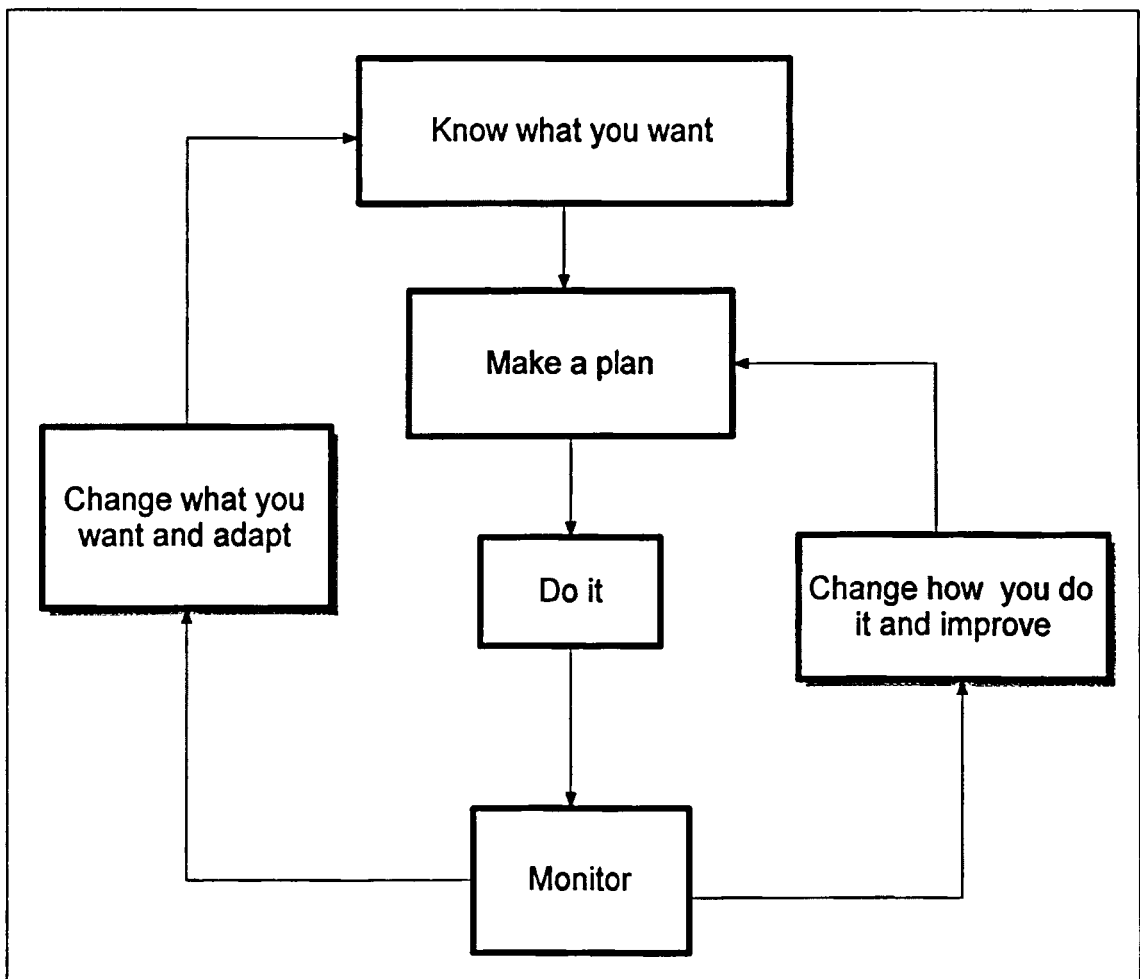 Know what you want
Make a plan
Change what you
want and adapt
Do it
Change how you do
it and improve
Monitor